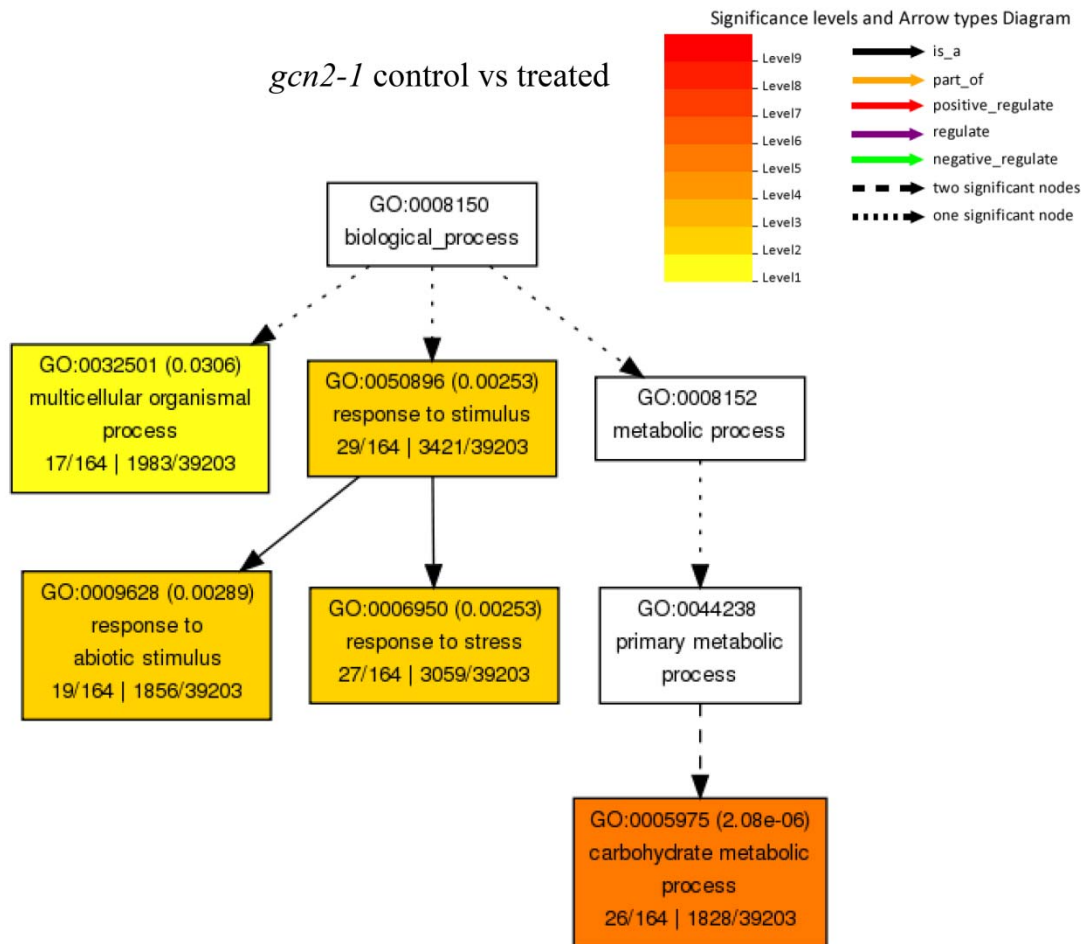 Significance levels and Arrow types Diagram
gcn2-1 control vs treated
Level9
Level8
Level7
Level6
Level5
Level4
Level3
Level2
Level1
is_a
part_of
positive_regulate
regulate
negative_regulate
two significant nodes
one significant node
GO:0008150
biological_process
GO:0032501 (0.0306)
multicellular organismal
process
17/164 | 1983/39203
GO:0050896 (0.00253)
response to stimulus
29/164 | 3421/39203
GO:0008152
metabolic process
GO:0009628 (0.00289)
response to
abiotic stimulus
19/164 | 1856/39203
GO:0006950 (0.00253)
response to stress
27/164 | 3059/39203
GO:0044238
primary metabolic
process
GO:0005975 (2.08e-06)
carbohydrate metabolic
process
26/164 | 1828/39203